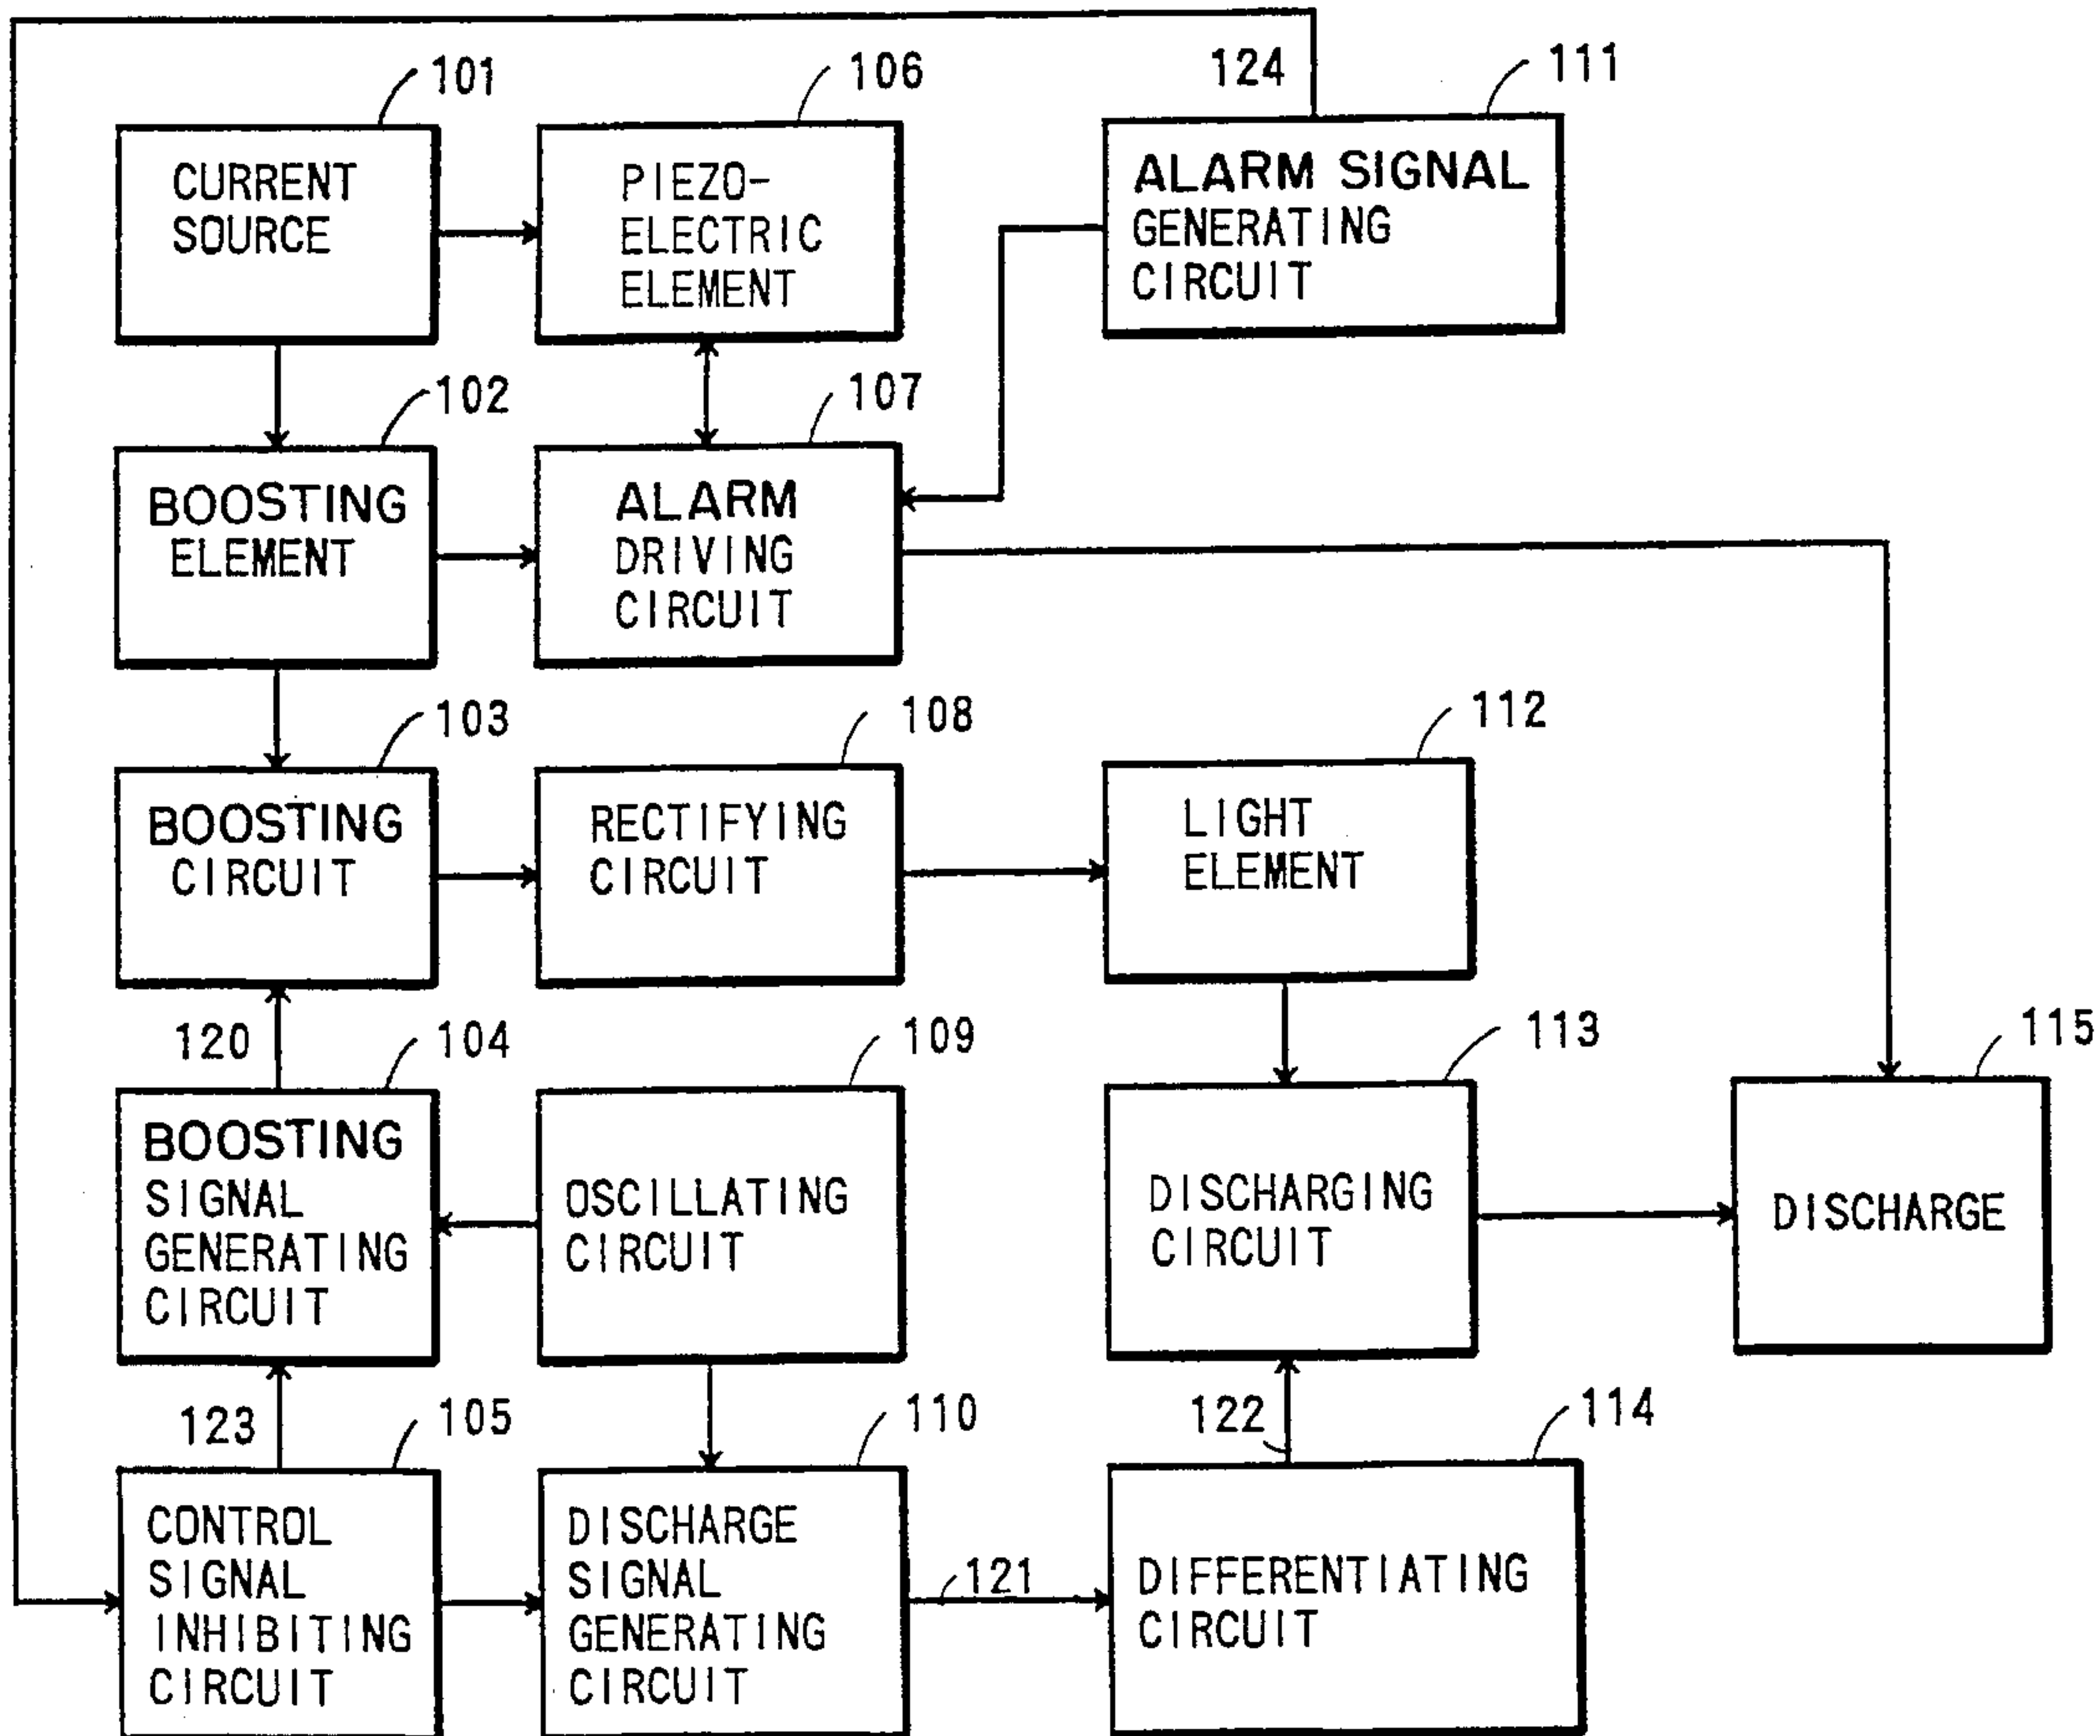 101
CURRENT
SOURCE
106
PIEZO-
ELECTRIC
ELEMENT
124
111
ALARM SIGNAL
GENERATING
CIRCUIT
102
BOOSTING
ELEMENT
107
ALARM
DRIVING
CIRCUIT
103
BOOSTING
CIRCUIT
108
RECTIFYING
CIRCUIT
112
LIGHT
ELEMENT
120
104
BOOSTING
SIGNAL
GENERATING
CIRCUIT
109
OSCILLATING
CIRCUIT
113
DISCHARGING
CIRCUIT
115
DISCHARGE
123
105
CONTROL
SIGNAL
INHIBITING
CIRCUIT
110
DISCHARGE
SIGNAL
GENERATING
CIRCUIT
121
122
114
DIFFERENTIATING
CIRCUIT